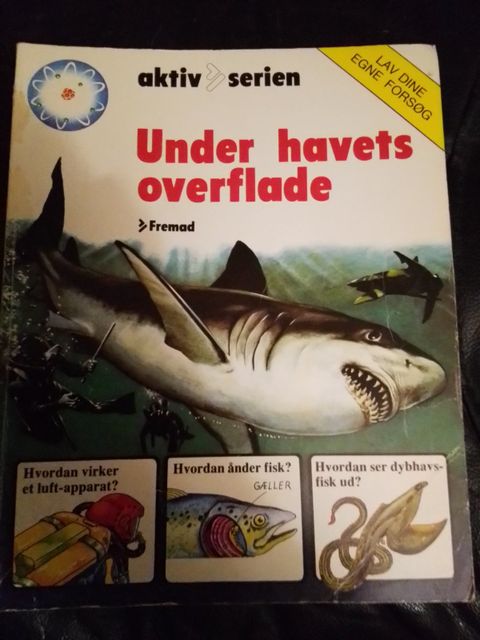 aktiv serien
LAV DINE
EGNE FORSØG
Under havets
overflade
Fremad
Hvordan virker
et luft-apparat?
Hvordan ånder fisk?
GÆLLER
Hvordan ser dybhavs-
fisk ud?